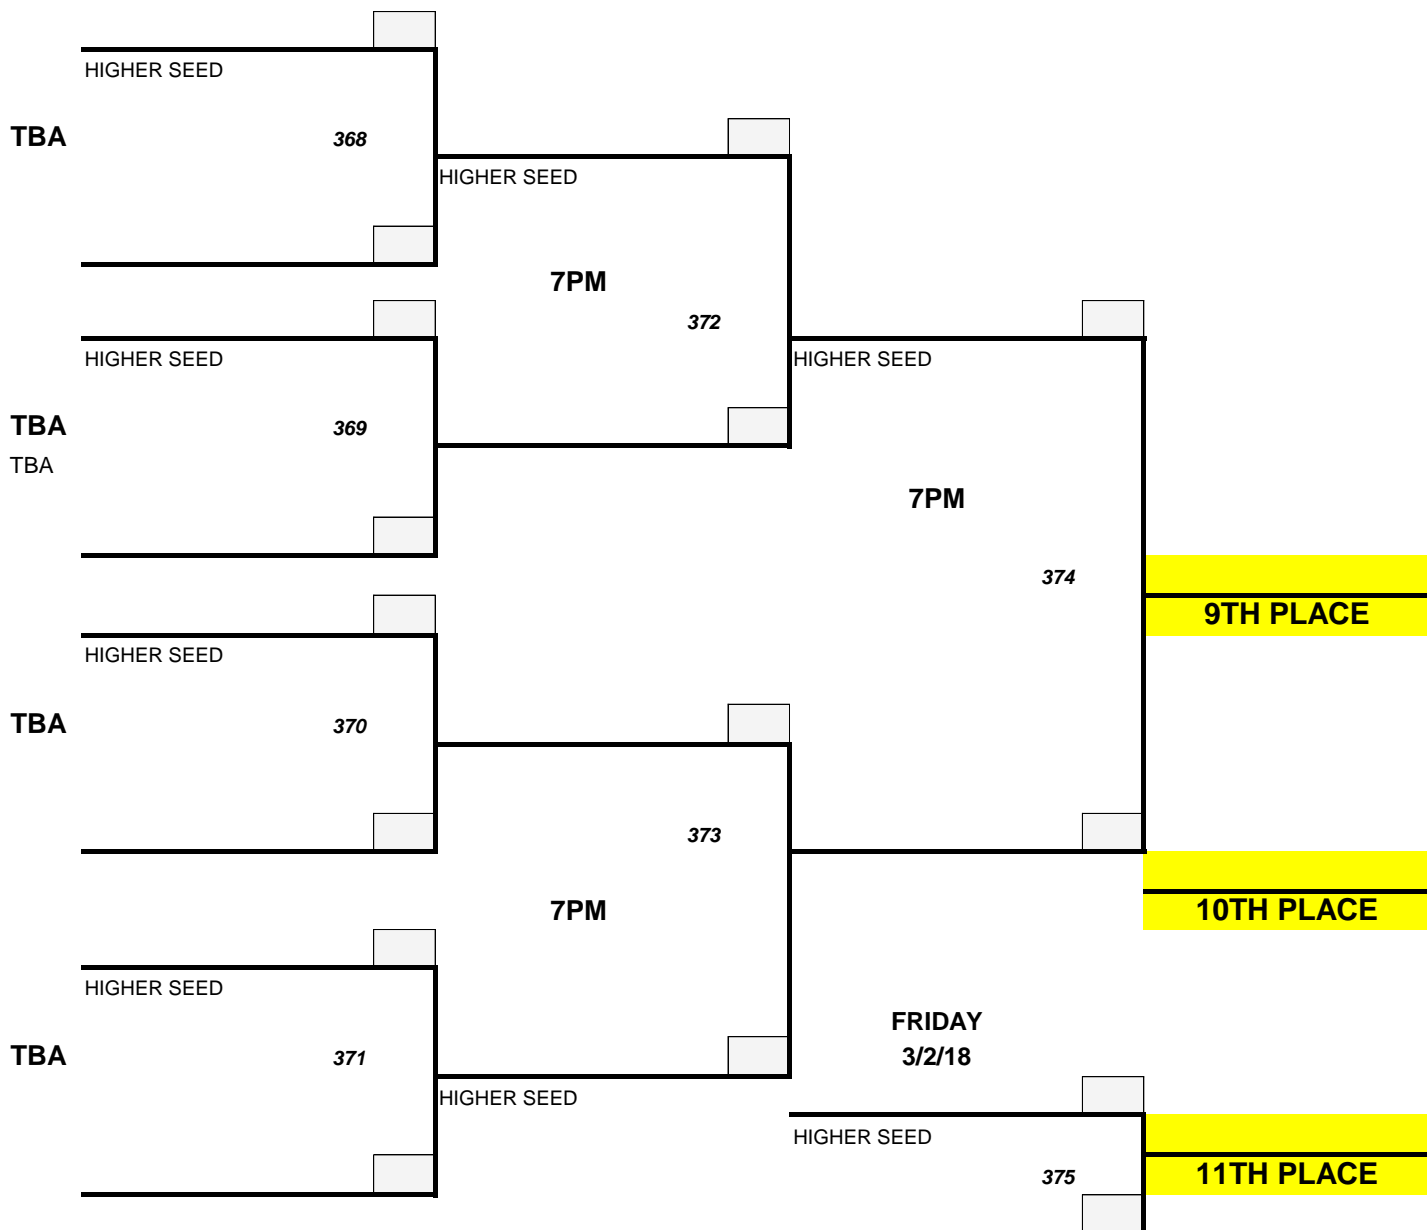 HIGHER SEED
TBA
368
HIGHER SEED
7PM
372
HIGHER SEED
HIGHER SEED
TBA
369
TBA
7PM
374
9TH PLACE
HIGHER SEED
TBA
370
373
7PM
10TH PLACE
HIGHER SEED
FRIDAY
3/2/18
TBA
371
HIGHER SEED
HIGHER SEED
375
11TH PLACE